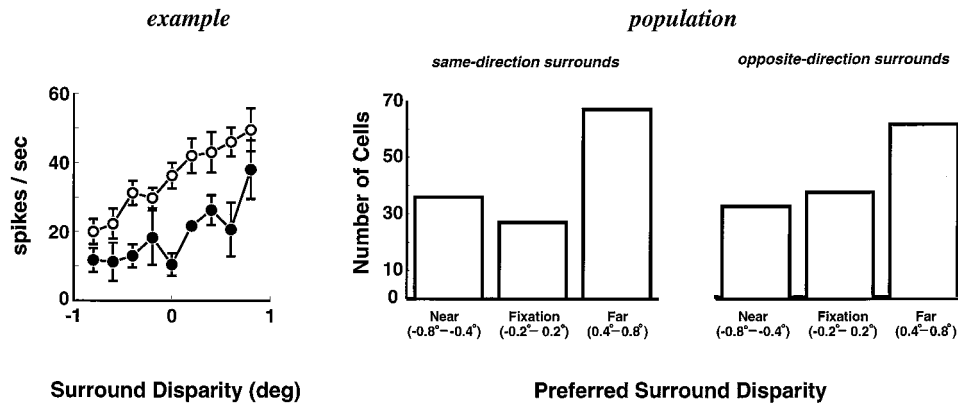 example
population
same-direction surrounds
opposite-direction surrounds
60
40
20
0
spikes / sec
-1
0
1
Surround Disparity (deg)
70
50
30
10
0
Number of Cells
Near
(-0.8°–-0.4°)
Fixation
(-0.2°–0.2°)
Far
(0.4°–0.8°)
Near
(-0.8°–-0.4°)
Fixation
(-0.2°–0.2°)
Far
(0.4°–0.8°)
Preferred Surround Disparity